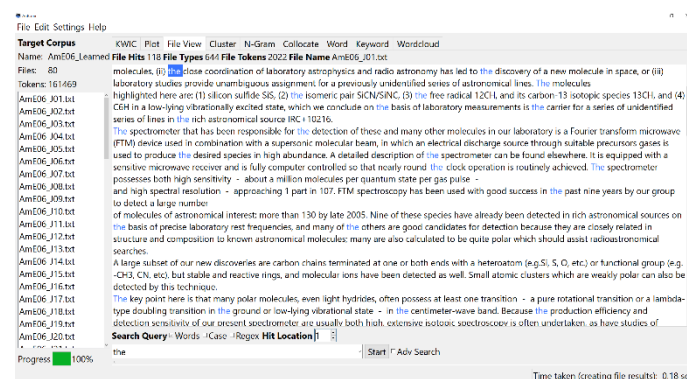 File Edit Settings Help
Target Corpus
Name: AmE06_Learned
Files: 80
Tokens: 161469
AmE06_J01.txt
AmE06_J02.txt
AmE06_J03.txt
AmE06_J04.txt
AmE06_J05.txt
AmE06_J06.txt
AmE06_J07.txt
AmE06_J08.txt
AmE06_J09.txt
AmE06_J10.txt
AmE06_J11.txt
AmE06_J12.txt
AmE06_J13.txt
AmE06_J14.txt
AmE06_J15.txt
AmE06_J16.txt
AmE06_J17.txt
AmE06_J18.txt
AmE06_J19.txt
AmE06_J20.txt
Progress 100%
KWIC Plot File View Cluster N-Gram Collocate Word Keyword Wordcloud
File Hits 118 File Types 644 File Tokens 2022 File Name AmE06_J01.txt
molecules, (ii) the close coordination of laboratory astrophysics and radio astronomy has led to the discovery of a new molecule in space, or (iii)
laboratory studies provide unambiguous assignment for a previously unidentified series of astronomical lines. The molecules
highlighted here are: (1) silicon sulfide SiS, (2) the isomeric pair SiCN/SiNC, (3) the free radical 12CH, and its carbon-13 isotopic species 13CH, and (4)
C6H in a low-lying vibrationally excited state, which we conclude on the basis of laboratory measurements is the carrier for a series of unidentified
series of lines in the rich astronomical source IRC+10216.
The spectrometer that has been responsible for the detection of these and many other molecules in our laboratory is a Fourier transform microwave
(FTM) device used in combination with a supersonic molecular beam, in which an electrical discharge source through suitable precursors gases is
used to produce the desired species in high abundance. A detailed description of the spectrometer can be found elsewhere. It is equipped with a
sensitive microwave receiver and is fully computer controlled so that nearly round the clock operation is routinely achieved. The spectrometer
possesses both high sensitivity - about a million molecules per quantum state per gas pulse -
and high spectral resolution - approaching 1 part in 107. FTM spectroscopy has been used with good success in the past nine years by our group
to detect a large number
of molecules of astronomical interest: more than 130 by late 2005. Nine of these species have already been detected in rich astronomical sources on
the basis of precise laboratory rest frequencies, and many of the others are good candidates for detection because they are closely related in
structure and composition to known astronomical molecules; many are also calculated to be quite polar which should assist radioastronomical
searches.
A large subset of our new discoveries are carbon chains terminated at one or both ends with a heteroatom (e.g.Si, S, O, etc.) or functional group (e.g.
-CH3, CN, etc), but stable and reactive rings, and molecular ions have been detected as well. Small atomic clusters which are weakly polar can also be
detected by this technique.
The key point here is that many polar molecules, even light hydrides, often possess at least one transition - a pure rotational transition or a lambda-
type doubling transition in the ground or low-lying vibrational state - in the centimeter-wave band. Because the production efficiency and
detection sensitivity of our present spectrometer are usually both high, extensive isotopic spectroscopy is often undertaken, as have studies of
Search Query Words Case Regex Hit Location 1
the Start Adv Search
Time taken (creating file results): 0.18 se